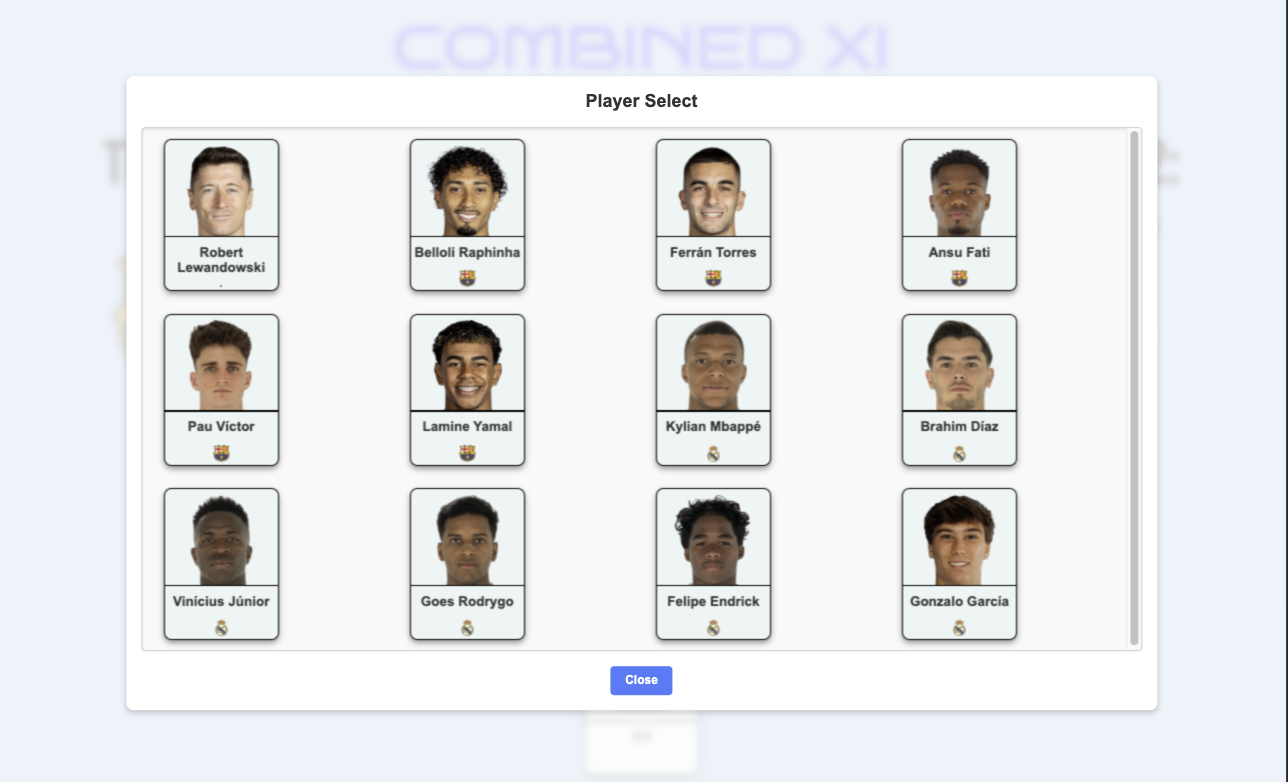 COMBINED XI
Player Select
Robert
Lewandowski
Belloli Raphinha
Ferrán Torres
Ansu Fati
Pau Víctor
Lamine Yamal
Kylian Mbappé
Brahim Díaz
Vinícius Júnior
Goes Rodrygo
Felipe Endrick
Gonzalo García
Close